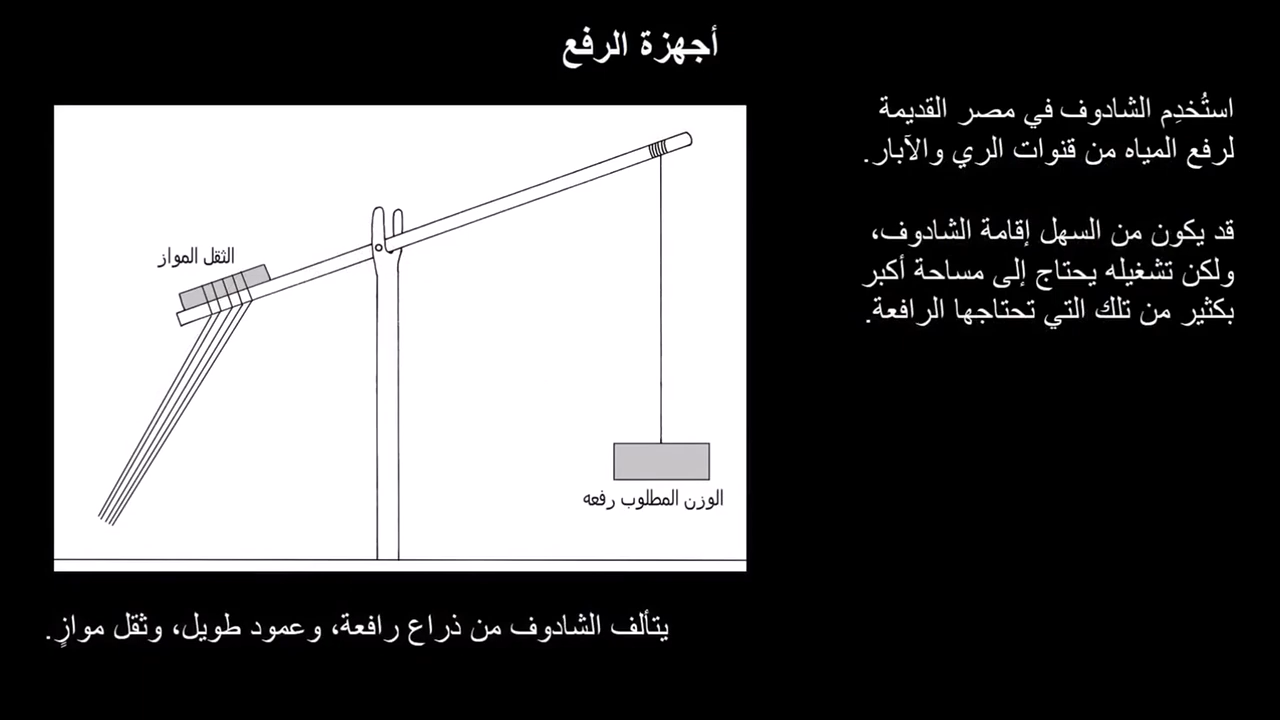 أجهزة الرفع
استُخدِم الشادوف في مصر القديمة
لرفع المياه من قنوات الري والآبار.
قد يكون من السهل إقامة الشادوف،
ولكن تشغيله يحتاج إلى مساحة أكبر
بكثير من تلك التي تحتاجها الرافعة.
الثقل المواز
الوزن المطلوب رفعه
يتألف الشادوف من ذراع رافعة، وعمود طويل، وثقل موازٍ.